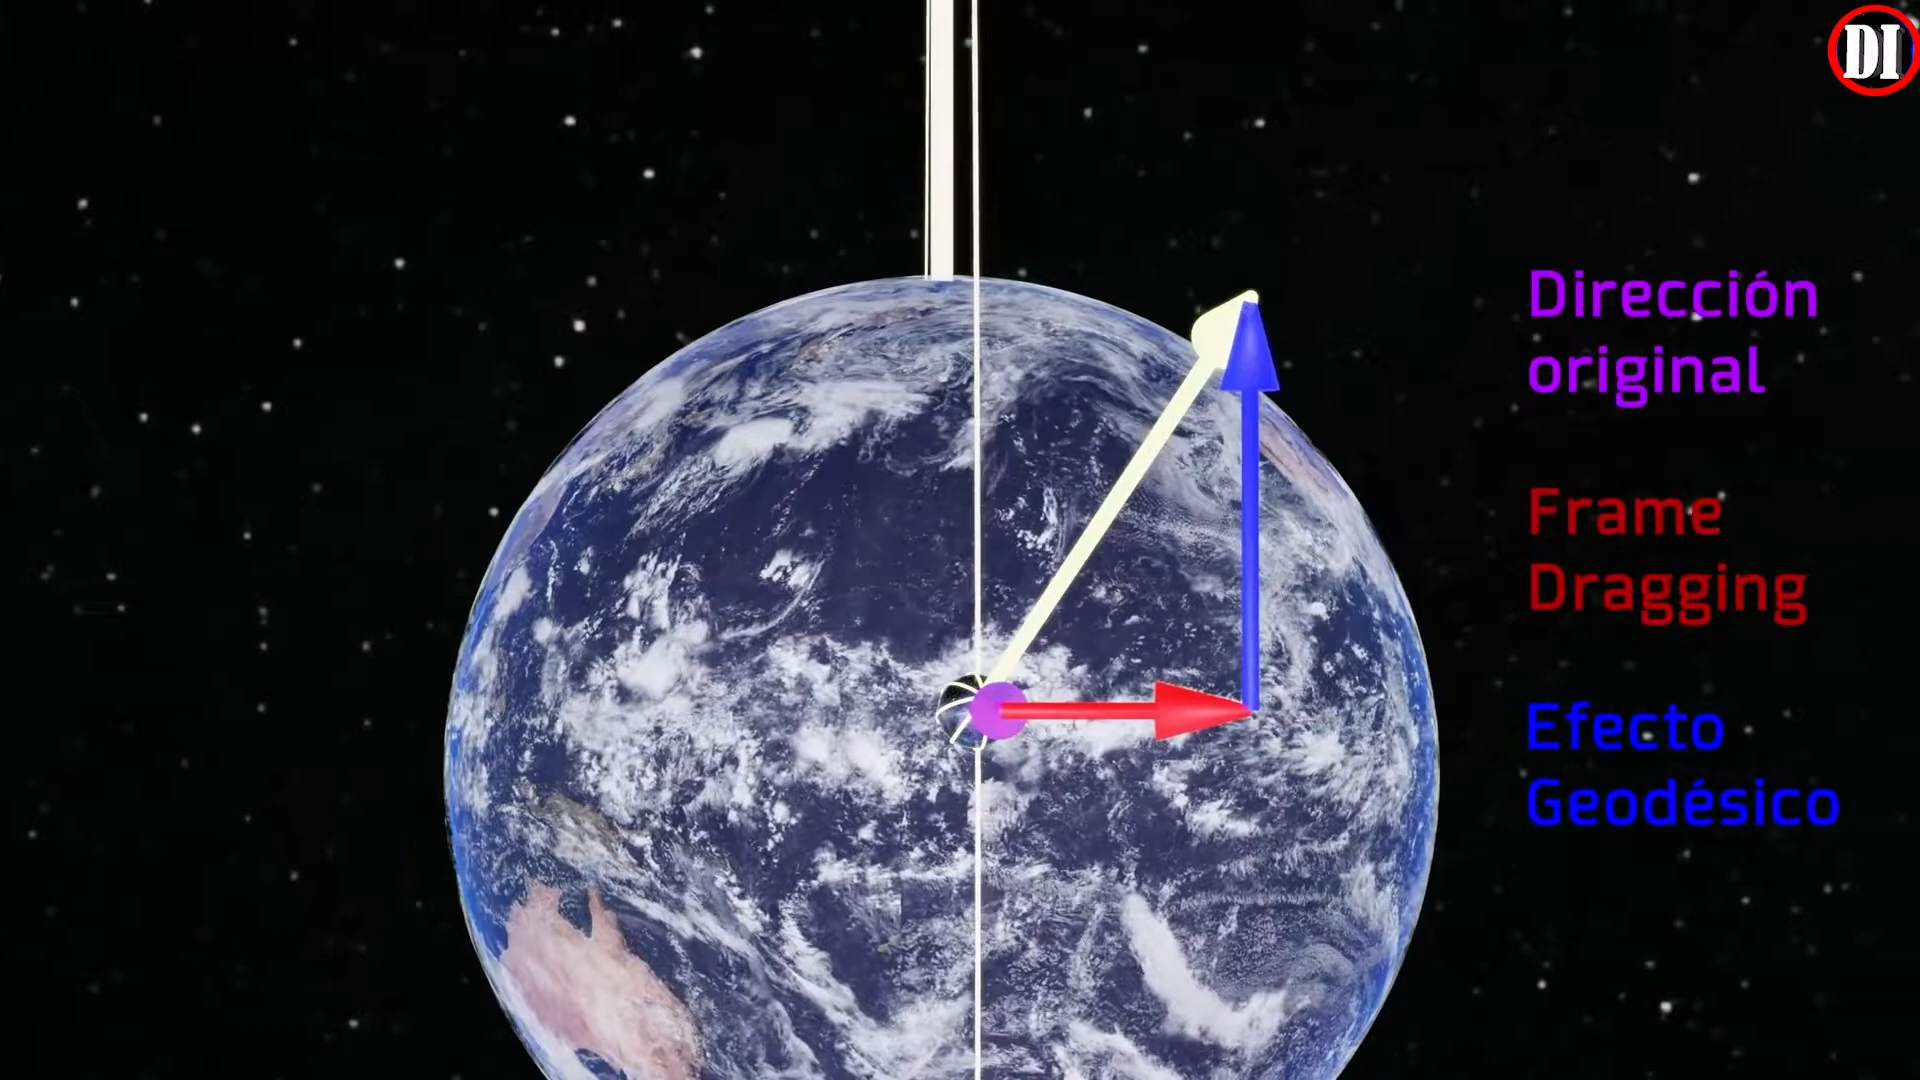 DI
Dirección
original
Frame
Dragging
Efecto
Geodésico